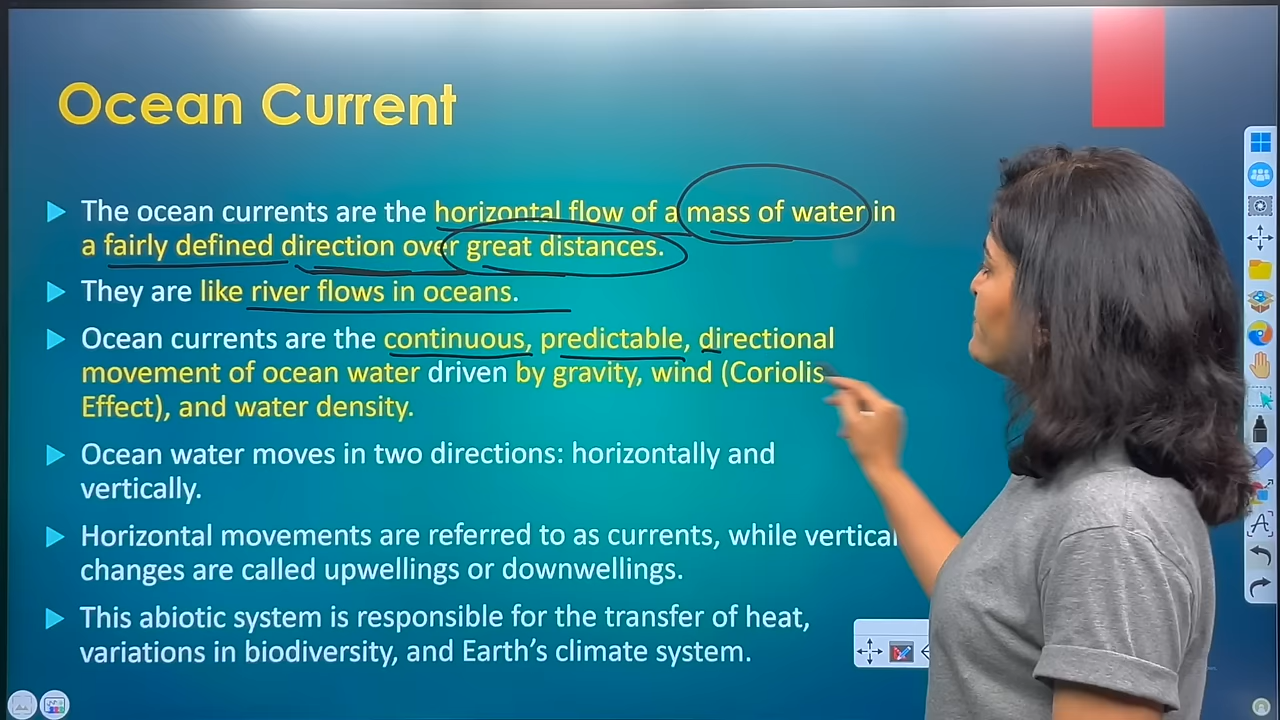 Ocean Current
The ocean currents are the horizontal flow of a mass of water in
a fairly defined direction over great distances.
They are like river flows in oceans.
Ocean currents are the continuous, predictable, directional
movement of ocean water driven by gravity, wind (Coriolis
Effect), and water density.
Ocean water moves in two directions: horizontally and
vertically.
Horizontal movements are referred to as currents, while vertical
changes are called upwellings or downwellings.
This abiotic system is responsible for the transfer of heat,
variations in biodiversity, and Earth's climate system.